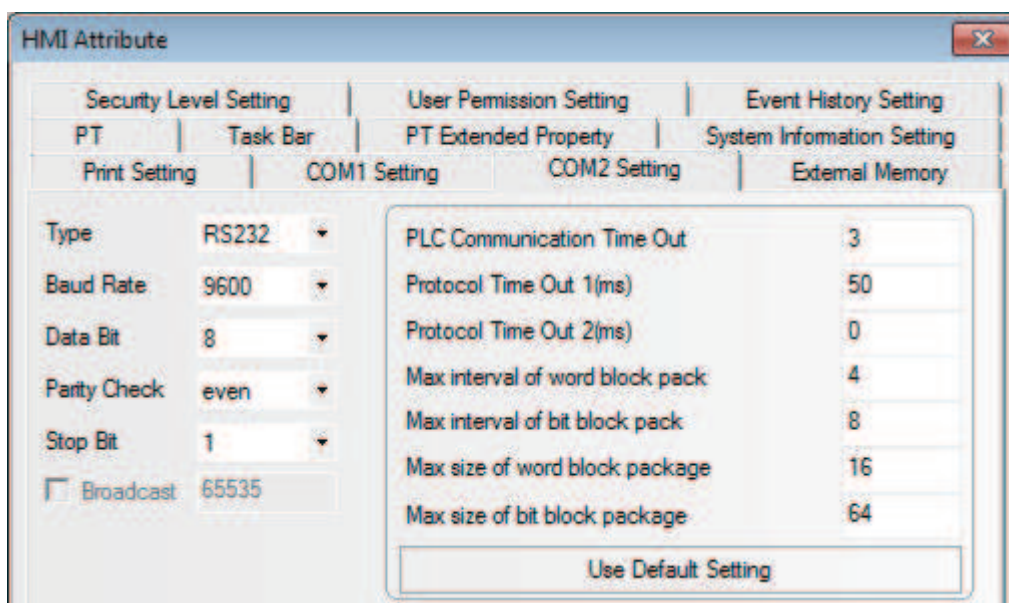 HMI Attribute
Security Level Setting User Permission Setting Event History Setting
PT Task Bar PT Extended Property System Information Setting
Print Setting COM1 Setting COM2 Setting External Memory
Type RS232 PLC Communication Time Out 3
Baud Rate 9600 Protocol Time Out 1(ms) 50
Data Bit 8 Protocol Time Out 2(ms) 0
Parity Check even Max interval of word block pack 4
Stop Bit 1 Max interval of bit block pack 8
Broadcast 65535 Max size of word block package 16
Max size of bit block package 64
Use Default Setting